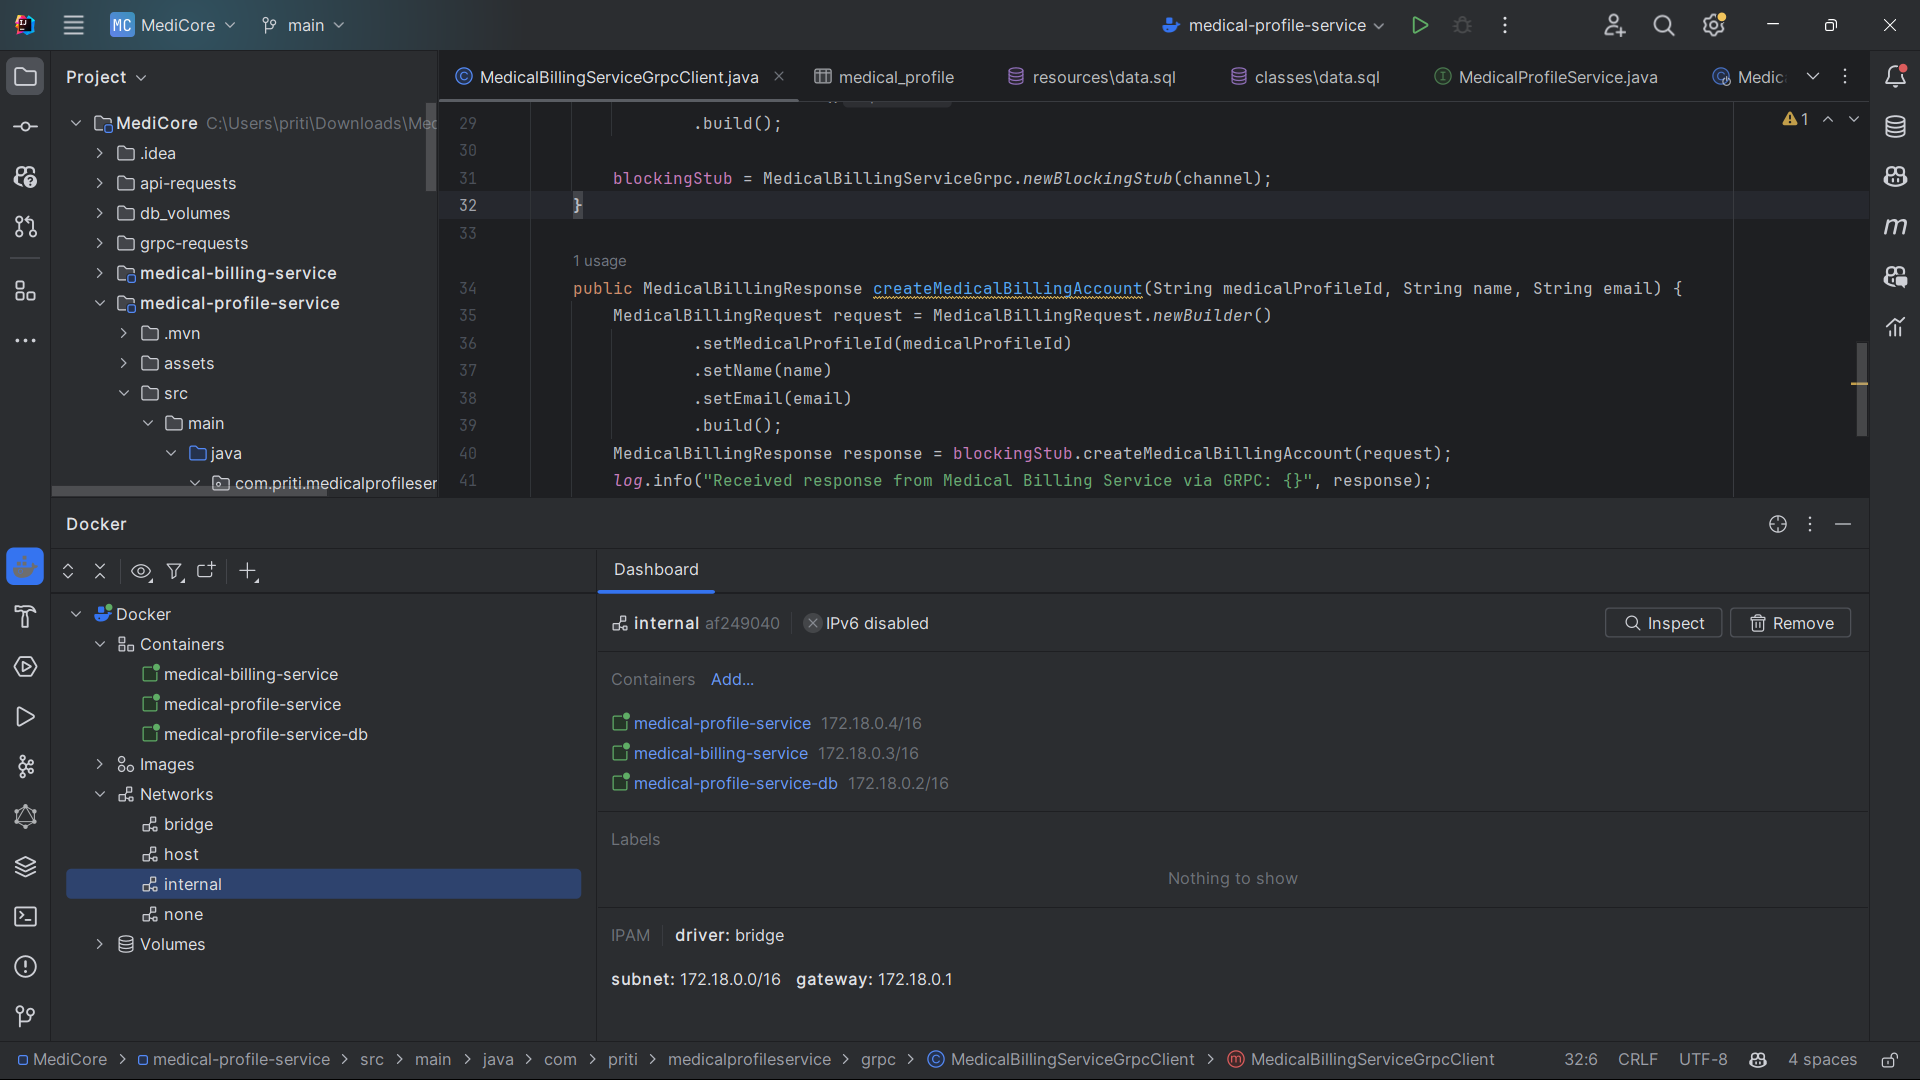 MC MediCore main medical-profile-service
Project
MedicalBillingServiceGrpcClient.java medical_profile resources\data.sql classes\data.sql MedicalProfileService.java Medic
MediCore C:\Users\priti\Downloads\Med
.idea
api-requests
db_volumes
grpc-requests
medical-billing-service
medical-profile-service
.mvn
assets
src
main
java
com.priti.medicalprofileser
1
29 .build();
30
31 blockingStub = MedicalBillingServiceGrpc.newBlockingStub(channel);
32 }
33
1 usage
34 public MedicalBillingResponse createMedicalBillingAccount(String medicalProfileId, String name, String email) {
35 MedicalBillingRequest request = MedicalBillingRequest.newBuilder()
36 .setMedicalProfileId(medicalProfileId)
37 .setName(name)
38 .setEmail(email)
39 .build();
40 MedicalBillingResponse response = blockingStub.createMedicalBillingAccount(request);
41 log.info("Received response from Medical Billing Service via GRPC: {}", response);
Docker
Docker
Containers
medical-billing-service
medical-profile-service
medical-profile-service-db
Images
Networks
bridge
host
internal
none
Volumes
Dashboard
internal af249040 IPv6 disabled Inspect Remove
Containers Add...
medical-profile-service 172.18.0.4/16
medical-billing-service 172.18.0.3/16
medical-profile-service-db 172.18.0.2/16
Labels
Nothing to show
IPAM driver: bridge
subnet: 172.18.0.0/16 gateway: 172.18.0.1
MediCore > medical-profile-service > src > main > java > com > priti > medicalprofileservice > grpc > MedicalBillingServiceGrpcClient > MedicalBillingServiceGrpcClient 32:6 CRLF UTF-8 4 spaces